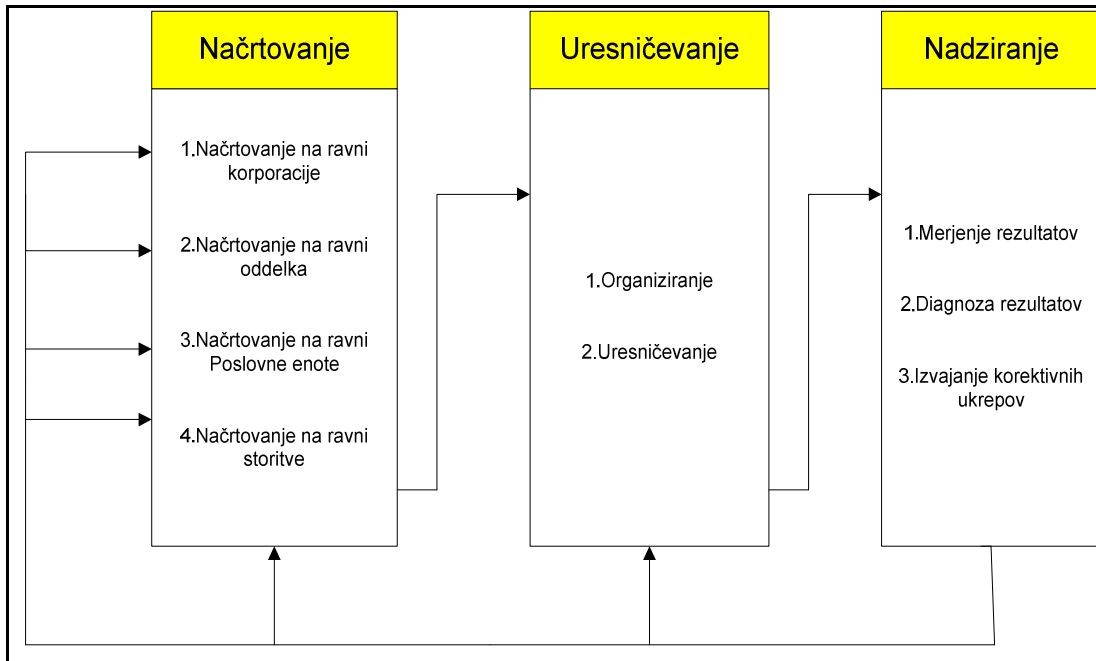 Načrtovanje
1.Načrtovanje na ravni
korporacije
2.Načrtovanje na ravni
oddelka
3.Načrtovanje na ravni
Poslovne enote
4.Načrtovanje na ravni
storitve
Uresničevanje
1.Organiziranje
2.Uresničevanje
Nadziranje
1.Merjenje rezultatov
2.Diagnoza rezultatov
3.Izvajanje korektivnih
ukrepov